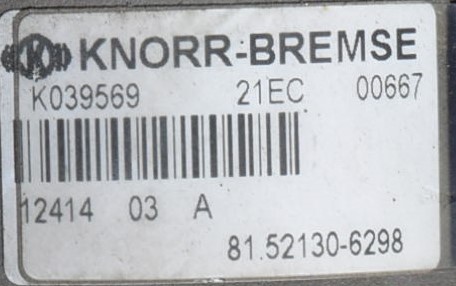 KNORR-BREMSE
K039569 21EC 00667
12414 03 A
81.52130-6298